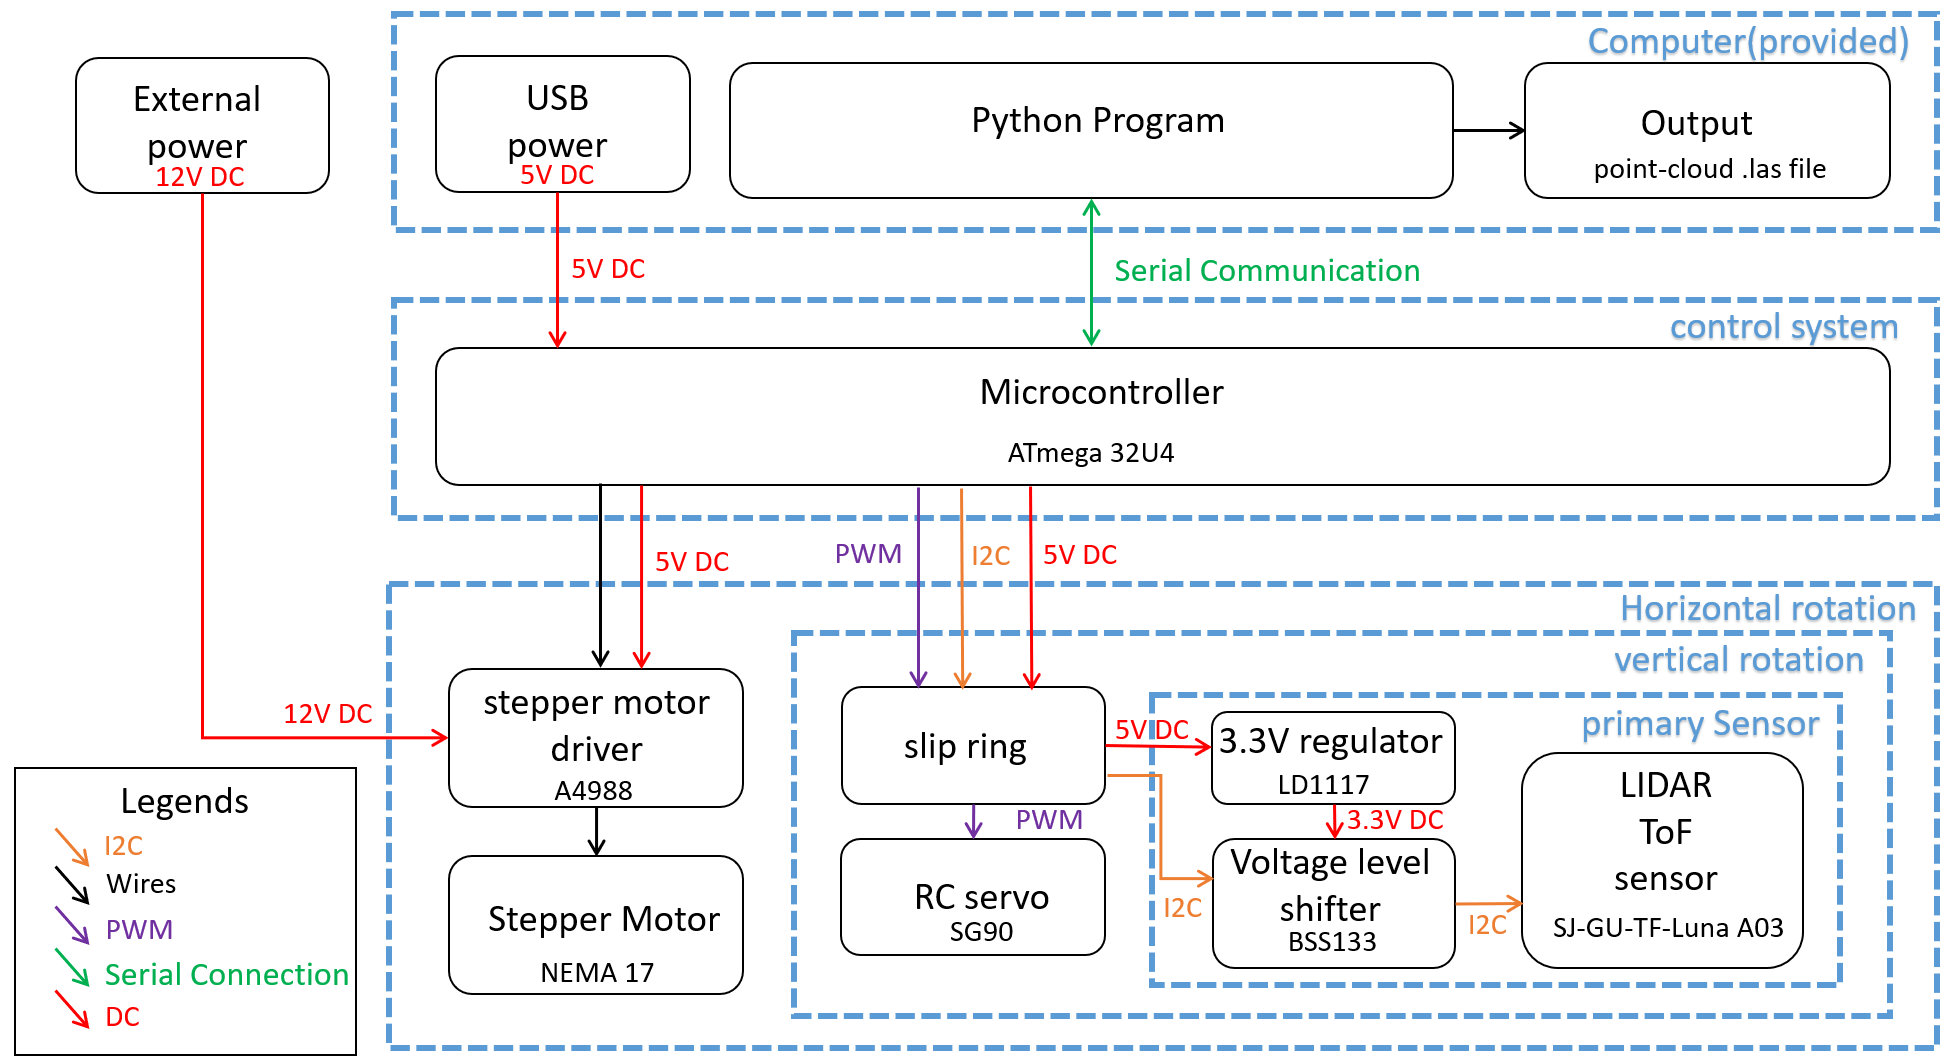 Computer(provided)
External
power
12V DC
USB
power
5V DC
Python Program
Output
point-cloud .las file
5V DC
Serial Communication
control system
Microcontroller
ATmega 32U4
5V DC
PWM
I2C
5V DC
Horizontal rotation
vertical rotation
primary Sensor
12V DC
stepper motor
driver
A4988
slip ring
5V DC
3.3V regulator
LD1117
3.3V DC
PWM
LIDAR
ToF
sensor
SJ-GU-TF-Luna A03
Voltage level
shifter
BSS133
I2C
I2C
RC servo
SG90
Stepper Motor
NEMA 17
Legends
I2C
Wires
PWM
Serial Connection
DC